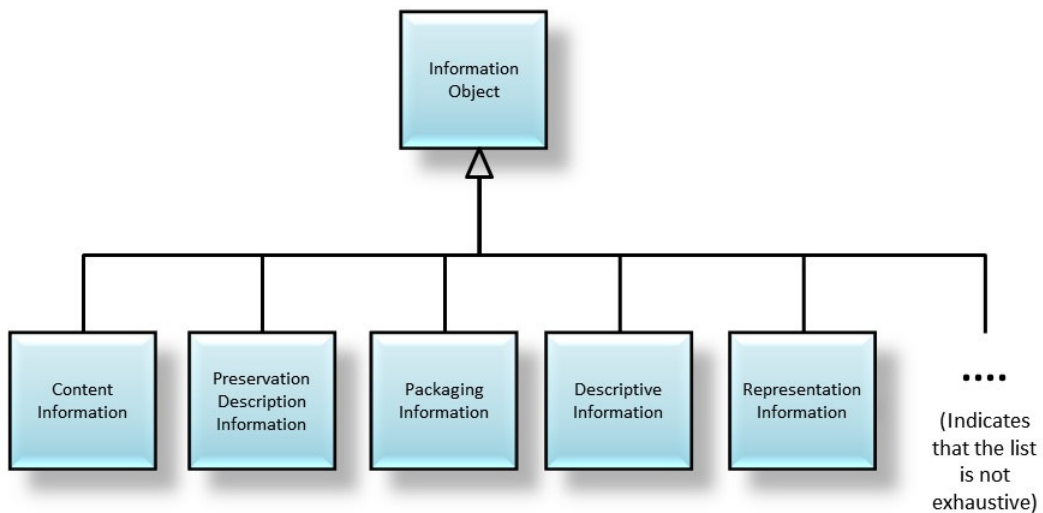 Information
Object
Content
Information
Preservation
Description
Information
Packaging
Information
Descriptive
Information
Representation
Information
....
(Indicates
that the list
is not
exhaustive)